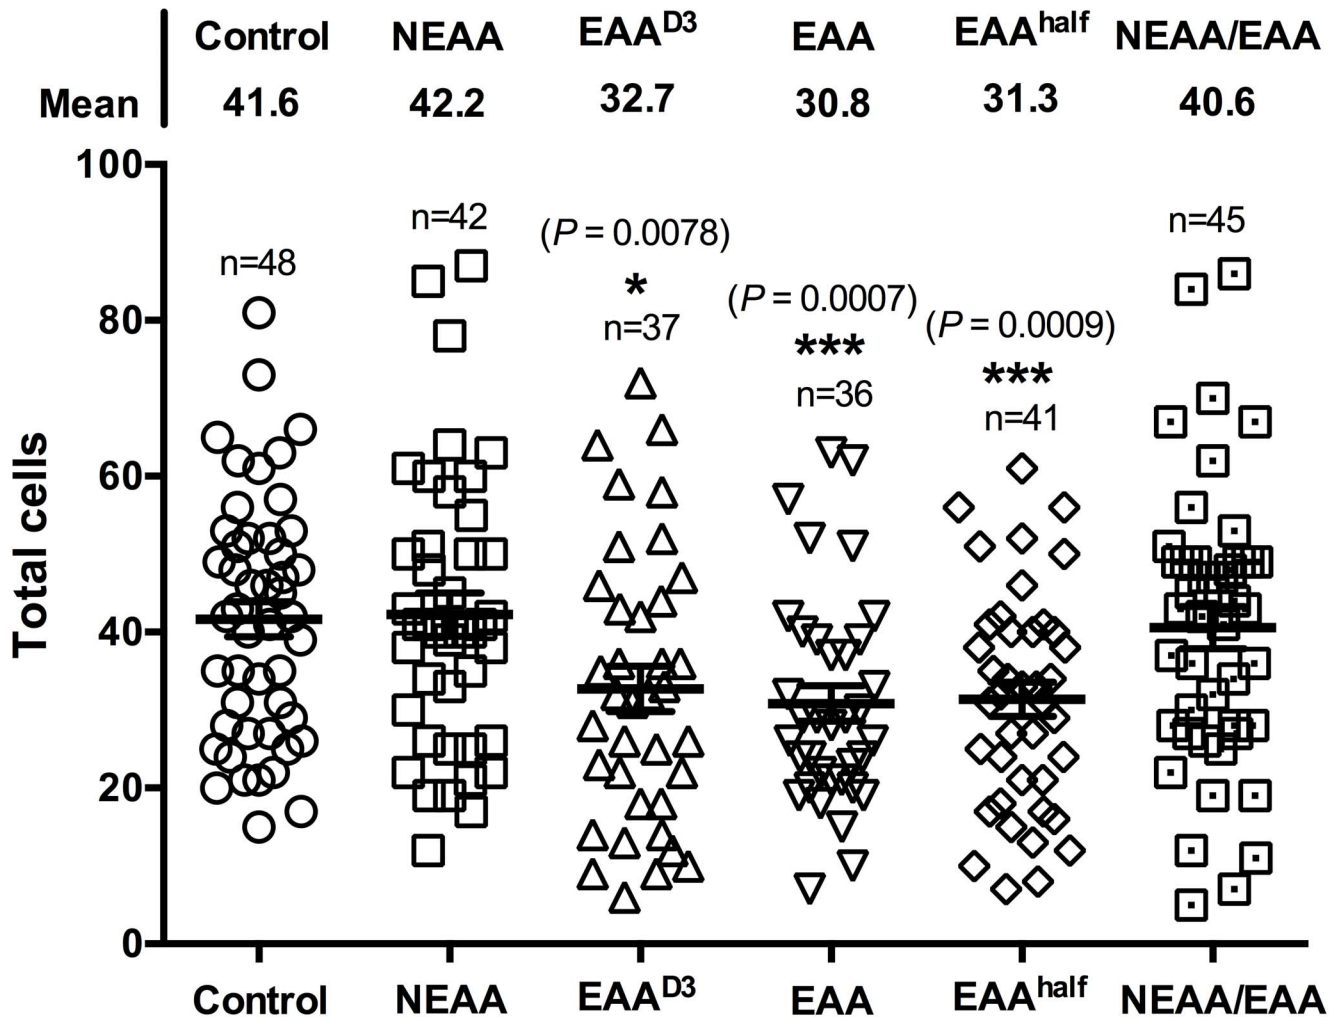 Control NEAA EAA^D3 EAA EAA^half NEAA/EAA
Mean 41.6 42.2 32.7 30.8 31.3 40.6
100
n=42 (P = 0.0078) n=45
n=48 *
(P = 0.0007)
80 n=37 *** (P = 0.0009)
n=36 ***
n=41
60
Total cells
40
20
0
Control NEAA EAA^D3 EAA EAA^half NEAA/EAA